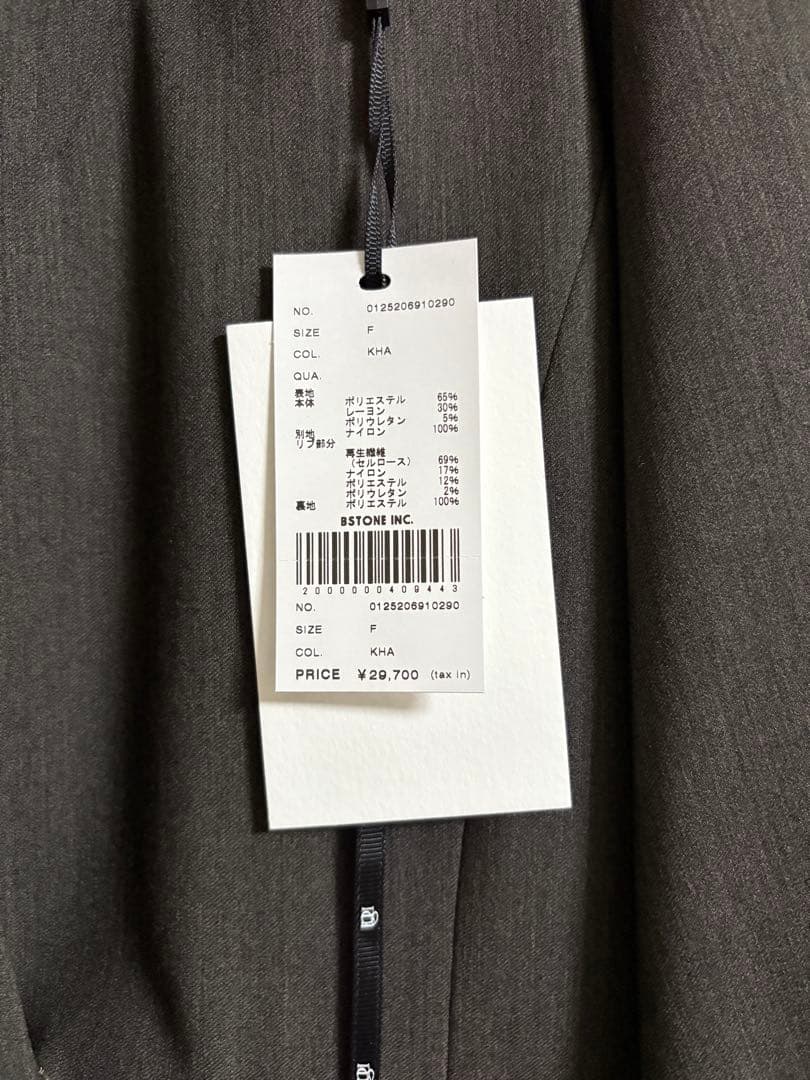 NO. 0125206910290
SIZE F
COL. KHA
QUA.
表地
本体 ポリエステル 65%
レーヨン 30%
ポリウレタン 5%
別地 ナイロン 100%
リブ部分
再生繊維
(セルロース) 69%
ナイロン 17%
ポリエステル 12%
ポリウレタン 2%
裏地 ポリエステル 100%
BSTONE INC.
2000000409443
NO. 0125206910290
SIZE F
COL. KHA
PRICE ¥29,700 (tax in)